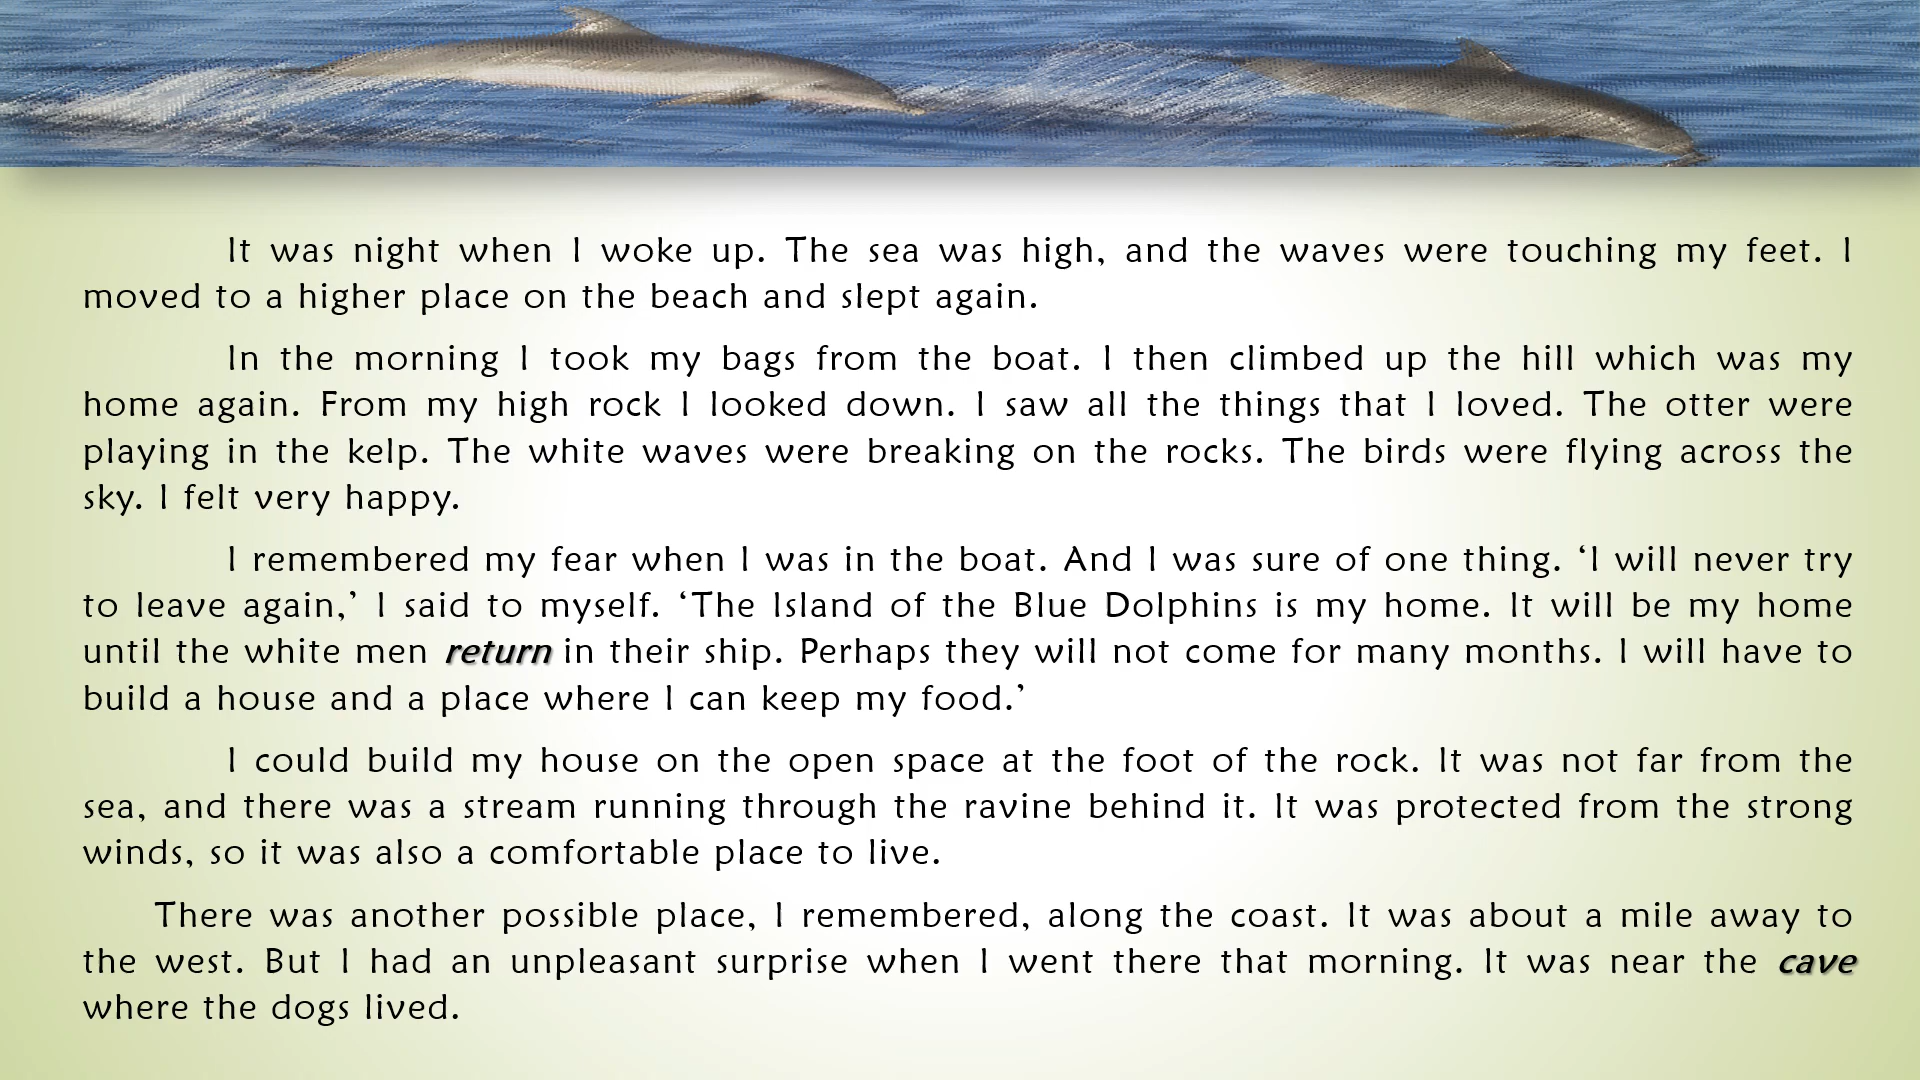 It was night when I woke up. The sea was high, and the waves were touching my feet. I
moved to a higher place on the beach and slept again.
In the morning I took my bags from the boat. I then climbed up the hill which was my
home again. From my high rock I looked down. I saw all the things that I loved. The otter were
playing in the kelp. The white waves were breaking on the rocks. The birds were flying across the
sky. I felt very happy.
I remembered my fear when I was in the boat. And I was sure of one thing. ‘I will never try
to leave again,’ I said to myself. ‘The Island of the Blue Dolphins is my home. It will be my home
until the white men return in their ship. Perhaps they will not come for many months. I will have to
build a house and a place where I can keep my food.’
I could build my house on the open space at the foot of the rock. It was not far from the
sea, and there was a stream running through the ravine behind it. It was protected from the strong
winds, so it was also a comfortable place to live.
There was another possible place, I remembered, along the coast. It was about a mile away to
the west. But I had an unpleasant surprise when I went there that morning. It was near the cave
where the dogs lived.